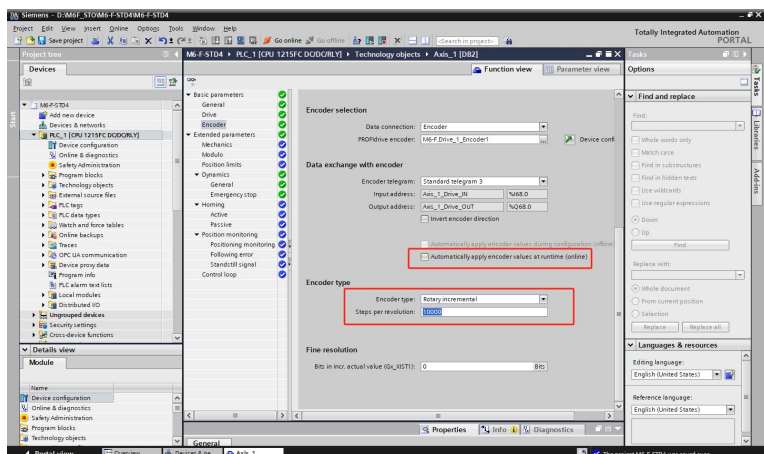 Siemens - D:\M6F_STO\M6-F-STD4\M6-F-STD4
Project Edit View Insert Online Options Tools Window Help
Totally Integrated Automation
PORTAL
Save project
Go online
Go offline
<Search in project>
Project tree
M6-F-STD4 ▸ PLC_1 [CPU 1215FC DC/DC/RLY] ▸ Technology objects ▸ Axis_1 [DB2]
Tasks
Devices
Function view
Parameter view
Options
M6-F-STD4
Add new device
Devices & networks
PLC_1 [CPU 1215FC DC/DC/RLY]
Device configuration
Online & diagnostics
Safety Administration
Program blocks
Technology objects
External source files
PLC tags
PLC data types
Watch and force tables
Online backups
Traces
OPC UA communication
Device proxy data
Program info
PLC alarm text lists
Local modules
Distributed I/O
Ungrouped devices
Security settings
Cross-device functions
Details view
Module
Name
Device configuration
Online & diagnostics
Safety Administration
Program blocks
Technology objects
Basic parameters
General
Drive
Encoder
Extended parameters
Mechanics
Modulo
Position limits
Dynamics
General
Emergency stop
Homing
Active
Passive
Position monitoring
Positioning monitoring
Following error
Standstill signal
Control loop
Encoder selection
Data connection: Encoder
PROFIdrive encoder: M6-F.Drive_1_Encoder1 ...
Device conf
Data exchange with encoder
Encoder telegram: Standard telegram 3
Input address: Axis_1_Drive_IN %I68.0
Output address: Axis_1_Drive_OUT %Q68.0
Invert encoder direction
Automatically apply encoder values during configuration (offline)
Automatically apply encoder values at runtime (online)
Encoder type
Encoder type: Rotary incremental
Steps per revolution: 10000
Fine resolution
Bits in incr. actual value (Gx_XIST1): 0 Bits
Properties
Info
Diagnostics
General
Find and replace
Find:
Whole words only
Match case
Find in substructures
Find in hidden texts
Use wildcards
Use regular expressions
Down
Up
Find
Replace with:
Whole document
From current position
Selection
Replace
Replace all
Languages & resources
Editing language:
English (United States)
Reference language:
English (United States)
Start
Tasks
Libraries
Add-ins
Portal view
Overview
Axis_1